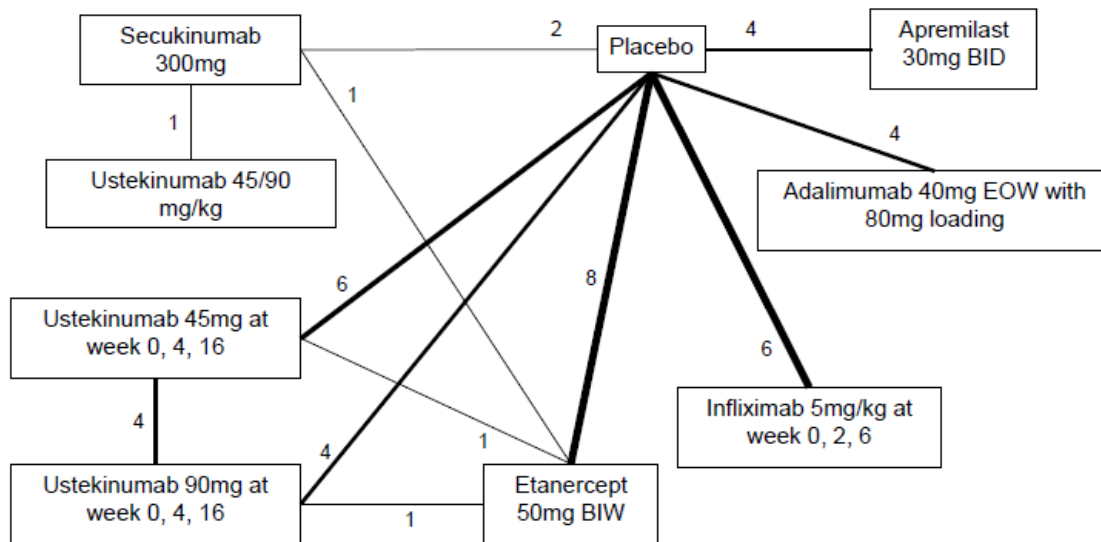 Secukinumab
300mg
2
Placebo
4
Apremilast
30mg BID
1
1
4
Ustekinumab 45/90
mg/kg
Adalimumab 40mg EOW with
80mg loading
6
8
Ustekinumab 45mg at
week 0, 4, 16
6
Infliximab 5mg/kg at
week 0, 2, 6
4
4
1
Ustekinumab 90mg at
week 0, 4, 16
1
Etanercept
50mg BIW